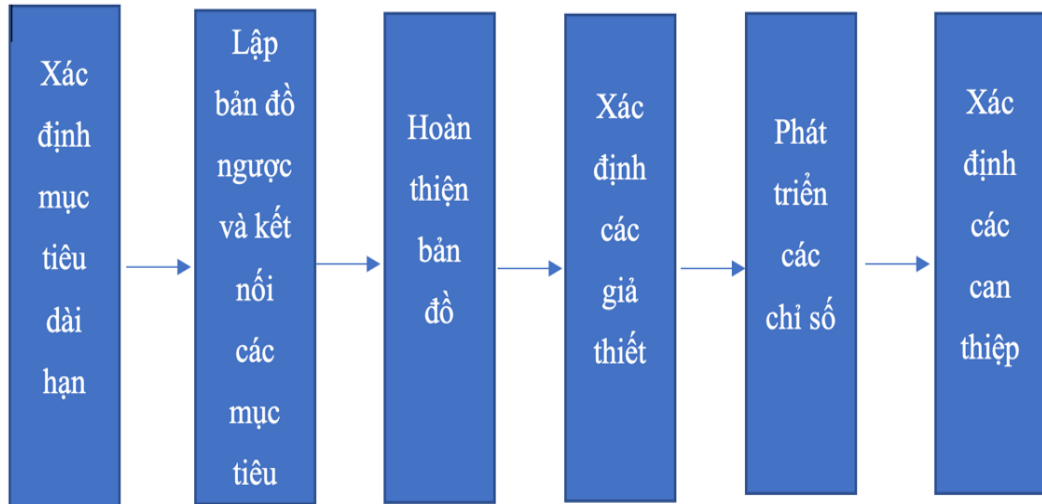 Xác
định
mục
tiêu
dài
hạn
Lập
bản đồ
ngược
và kết
nối
các
mục
tiêu
Hoàn
thiện
bản
đồ
Xác
định
các
giả
thiết
Phát
triển
các
chỉ số
Xác
định
các
can
thiệp